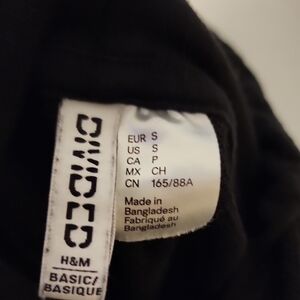 DIVIDED
H&M
BASIC/
BASIQUE
EUR S
US S
CA P
MX CH
CN 165/88A
Made in
Bangladesh
Fabriqué au
Bangladesh